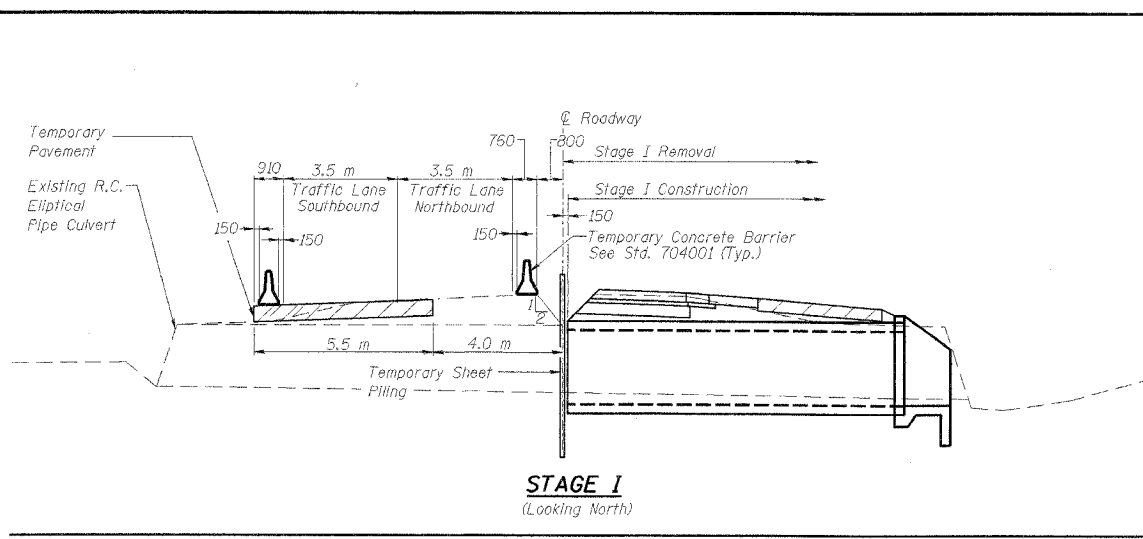 ℄ Roadway
Temporary
Pavement
760
800
Stage I Removal
910
3.5 m
3.5 m
Existing R.C.
Eliptical
Pipe Culvert
Traffic Lane
Southbound
Traffic Lane
Northbound
Stage I Construction
150
150
150
150
Temporary Concrete Barrier
See Std. 704001 (Typ.)
1
2
5.5 m
4.0 m
Temporary Sheet
Piling
STAGE I
(Looking North)